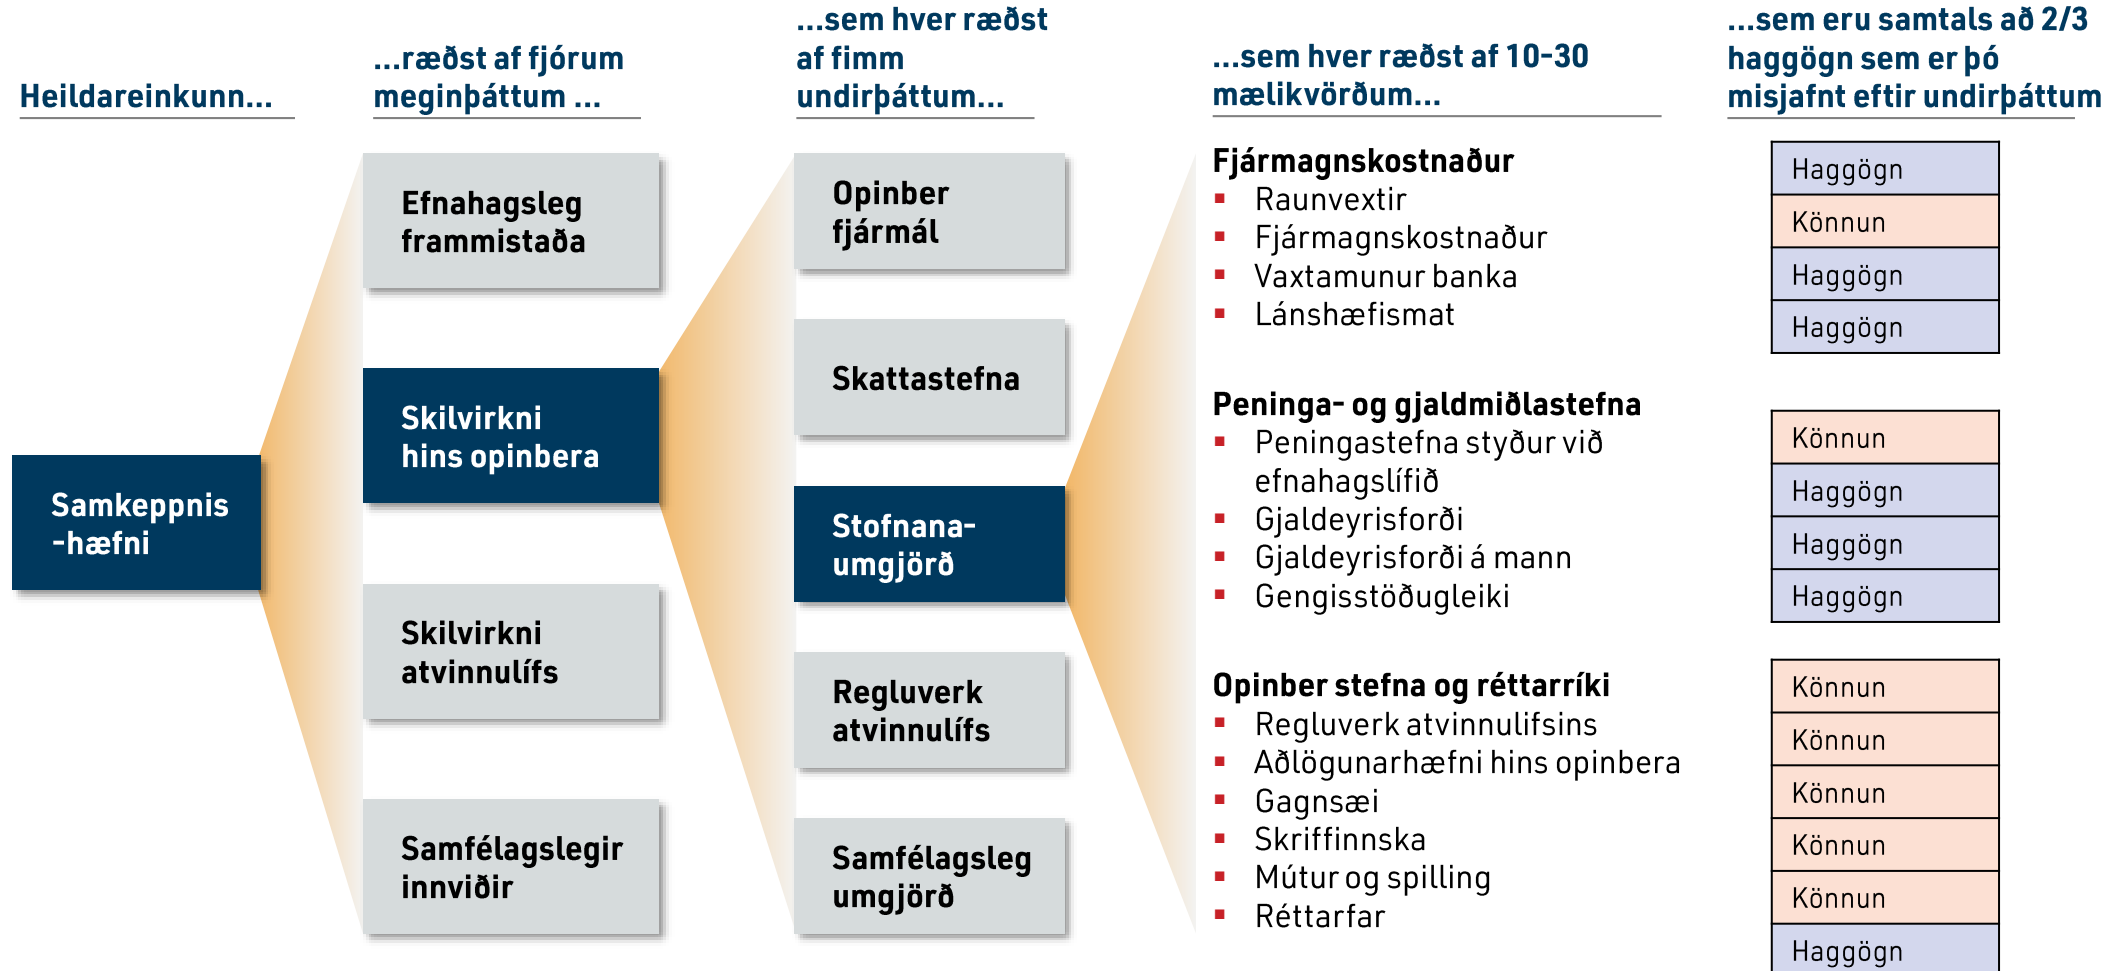 Heildareinkunn...
...ræðst af fjórum
meginþáttum ...
...sem hver ræðst
af fimm
undirþáttum...
...sem hver ræðst af 10-30
mælikvörðum...
...sem eru samtals að 2/3
haggögn sem er þó
misjafnt eftir undirþáttum
Samkeppnis
-hæfni
Efnahagsleg
frammistaða
Skilvirkni
hins opinbera
Skilvirkni
atvinnulífs
Samfélagslegir
innviðir
Opinber
fjármál
Skattastefna
Stofnana-
umgjörð
Regluverk
atvinnulífs
Samfélagsleg
umgjörð
Fjármagnskostnaður
▪ Raunvextir
▪ Fjármagnskostnaður
▪ Vaxtamunur banka
▪ Lánshæfismat
Peninga- og gjaldmiðlastefna
▪ Peningastefna styður við
efnahagslífið
▪ Gjaldeyrisforði
▪ Gjaldeyrisforði á mann
▪ Gengisstöðugleiki
Opinber stefna og réttarríki
▪ Regluverk atvinnulifsins
▪ Aðlögunarhæfni hins opinbera
▪ Gagnsæi
▪ Skriffinnska
▪ Mútur og spilling
▪ Réttarfar
Haggögn
Könnun
Haggögn
Haggögn
Könnun
Haggögn
Haggögn
Haggögn
Könnun
Könnun
Könnun
Könnun
Könnun
Haggögn